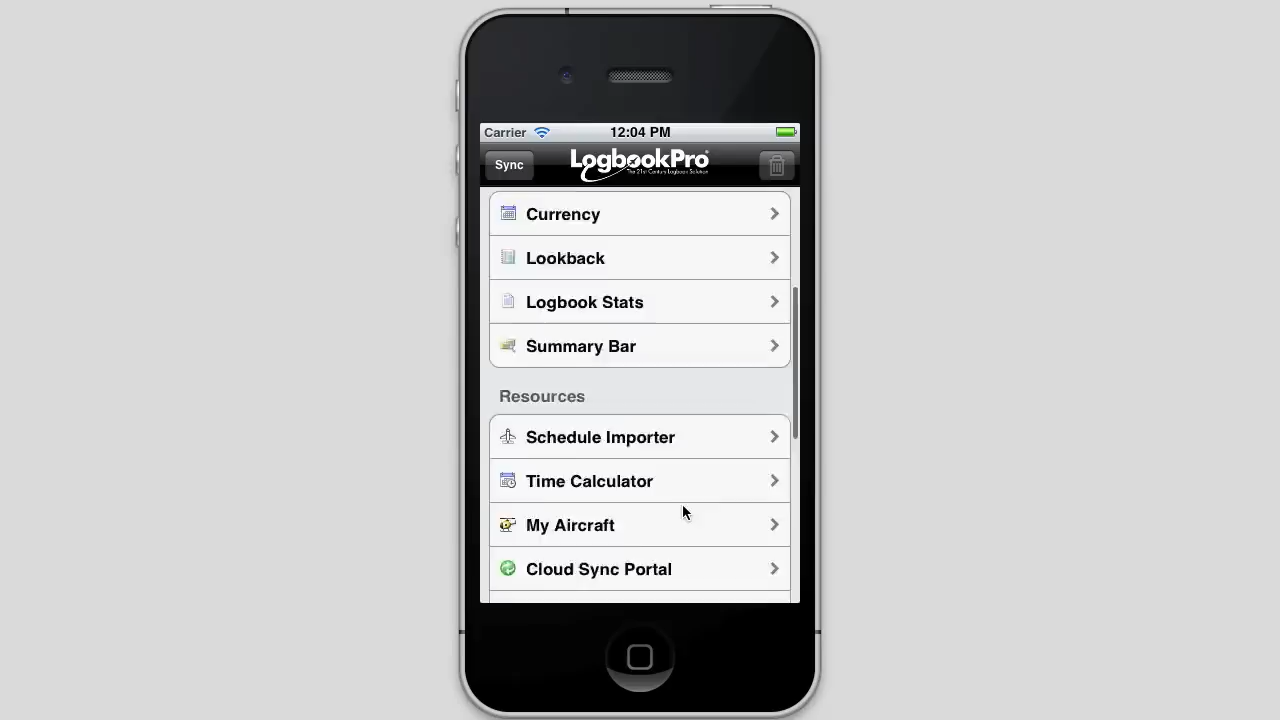 Carrier 12:04 PM
Sync LogbookPro
The 21st Century Logbook Solution
Currency
Lookback
Logbook Stats
Summary Bar
Resources
Schedule Importer
Time Calculator
My Aircraft
Cloud Sync Portal